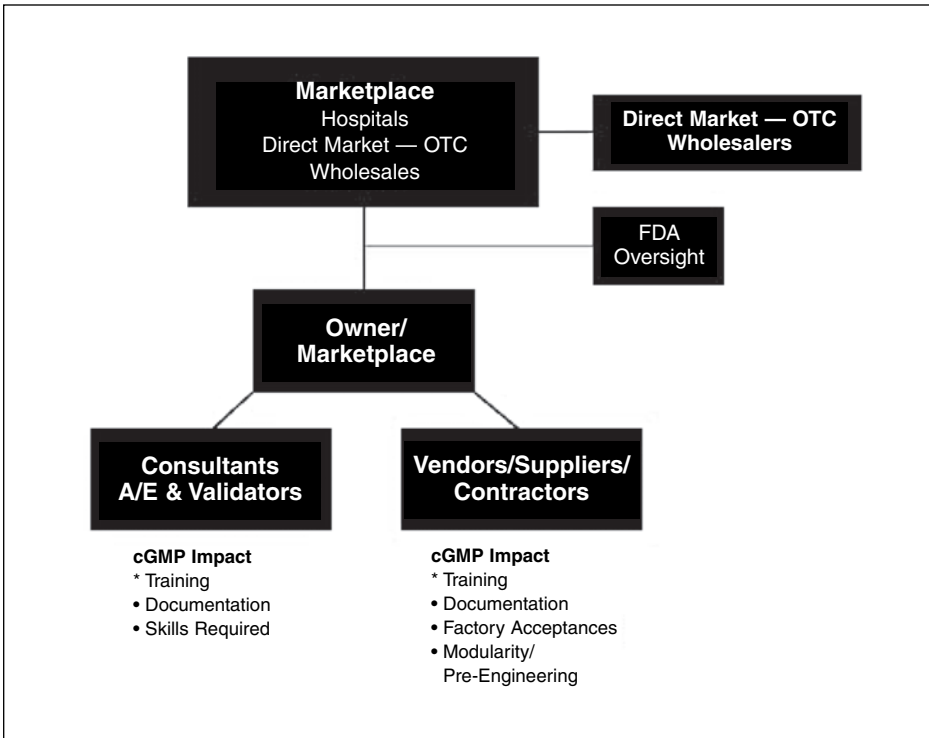 Marketplace
Hospitals
Direct Market — OTC
Wholesales
Direct Market — OTC
Wholesalers
FDA
Oversight
Owner/
Marketplace
Consultants
A/E & Validators
Vendors/Suppliers/
Contractors
cGMP Impact
* Training
• Documentation
• Skills Required
cGMP Impact
* Training
• Documentation
• Factory Acceptances
• Modularity/
Pre-Engineering